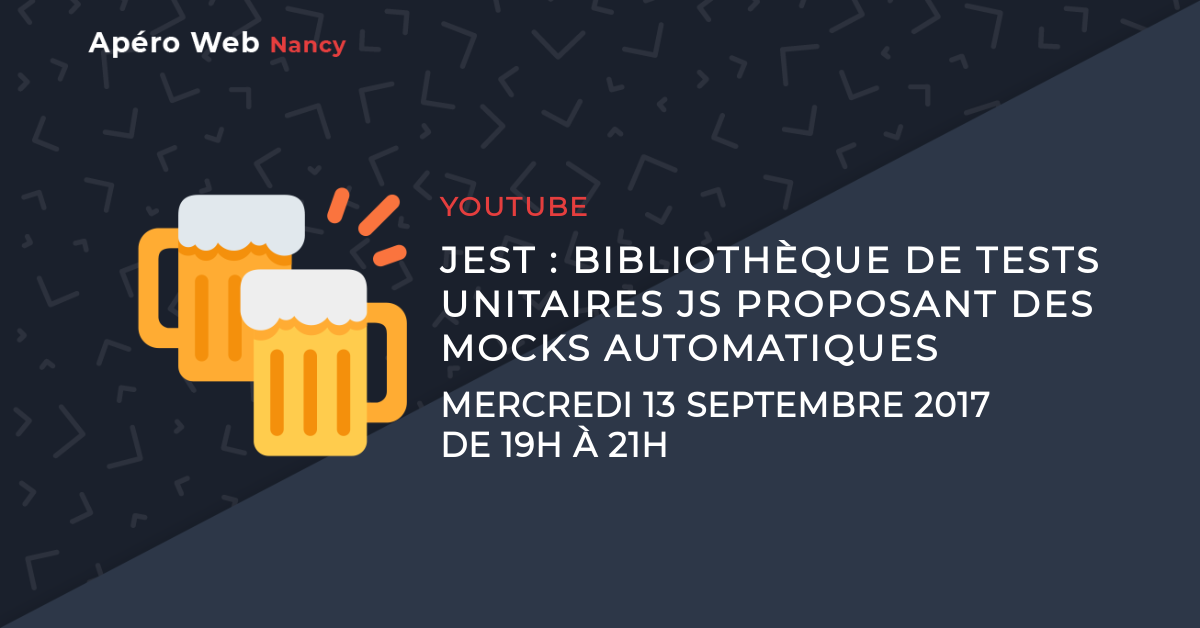 Apéro Web Nancy
YOUTUBE
JEST : BIBLIOTHÈQUE DE TESTS
UNITAIRES JS PROPOSANT DES
MOCKS AUTOMATIQUES
MERCREDI 13 SEPTEMBRE 2017
DE 19H À 21H